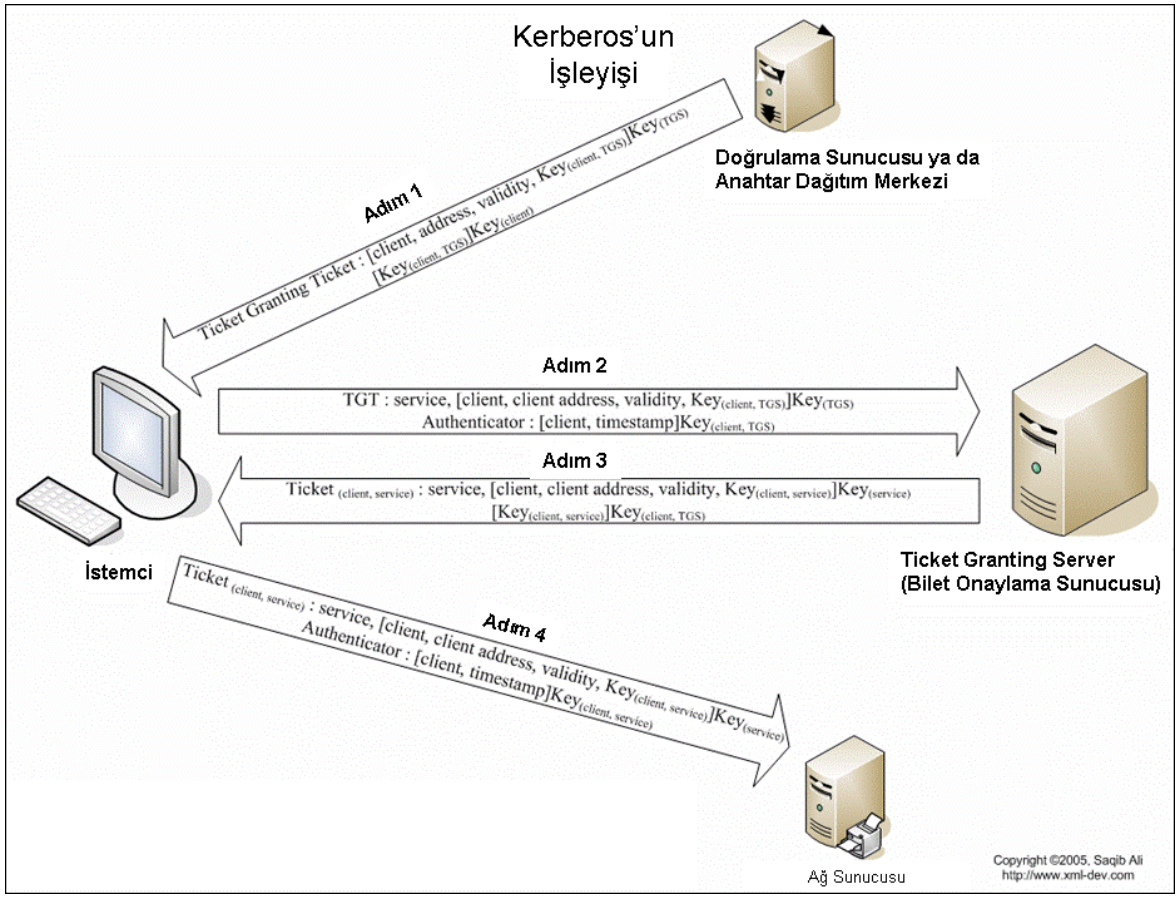 Kerberos'un
İşleyişi
Doğrulama Sunucusu ya da
Anahtar Dağıtım Merkezi
Adım 1
Ticket Granting Ticket : [client, address, validity, Key(client, TGS)]Key(TGS)
[Key(client, TGS)]Key(client)
Adım 2
TGT : service, [client, client address, validity, Key(client, TGS)]Key(TGS)
Authenticator : [client, timestamp]Key(client, TGS)
Adım 3
Ticket (client, service) : service, [client, client address, validity, Key(client, service)]Key(service)
[Key(client, service)]Key(client, TGS)
İstemci
Ticket Granting Server
(Bilet Onaylama Sunucusu)
Adım 4
Ticket (client, service) : service, [client, client address, validity, Key(client, service)]Key(service)
Authenticator : [client, timestamp]Key(client, service)
Ağ Sunucusu
Copyright ©2005, Saqib Ali
http://www.xml-dev.com